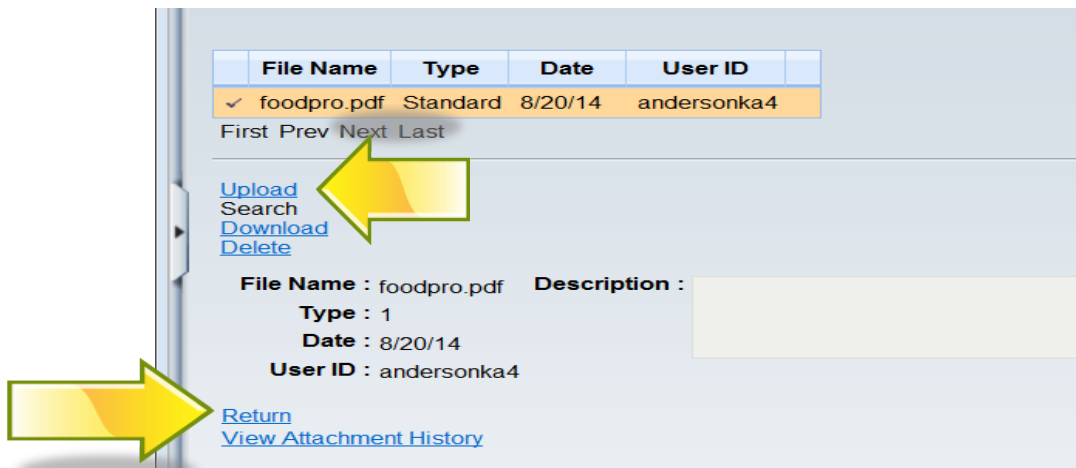 File Name Type Date User ID
foodpro.pdf Standard 8/20/14 andersonka4
First Prev Next Last
Upload
Search
Download
Delete
File Name : foodpro.pdf Description :
Type : 1
Date : 8/20/14
User ID : andersonka4
Return
View Attachment History